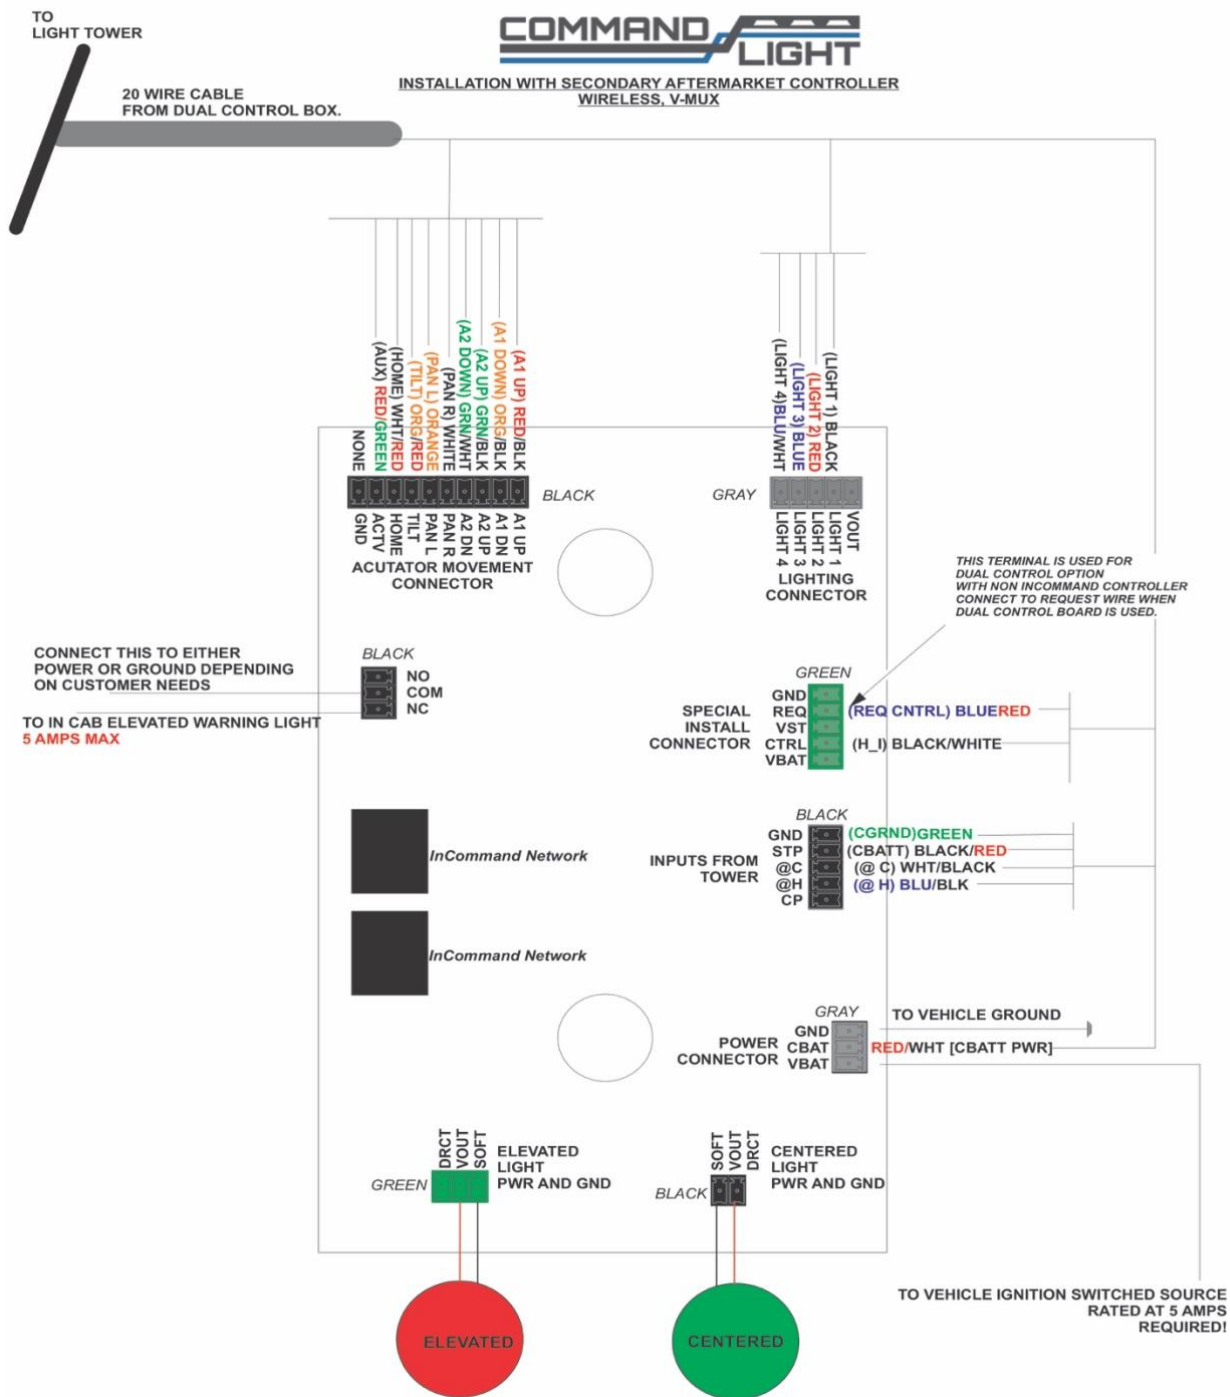 TO
LIGHT TOWER
COMMAND
LIGHT
INSTALLATION WITH SECONDARY AFTERMARKET CONTROLLER
WIRELESS, V-MUX
20 WIRE CABLE
FROM DUAL CONTROL BOX.
NONE
(AUX) RED/GREEN
(HOME) WHT/RED
(TILT) ORG/RED
(PAN L) ORANGE
(PAN R) WHITE
(A2 DOWN) GRN/WHT
(A2 UP) GRN/BLK
(A1 DOWN) ORG/BLK
(A1 UP) RED/BLK
BLACK
GND
ACTV
HOME
TILT
PAN L
PAN R
A2 DN
A2 UP
A1 DN
A1 UP
ACUTATOR MOVEMENT
CONNECTOR
(LIGHT 4)BLU/WHT
(LIGHT 3) BLUE
(LIGHT 2) RED
(LIGHT 1) BLACK
GRAY
LIGHT 4
LIGHT 3
LIGHT 2
LIGHT 1
VOUT
LIGHTING
CONNECTOR
THIS TERMINAL IS USED FOR
DUAL CONTROL OPTION
WITH NON INCOMMAND CONTROLLER
CONNECT TO REQUEST WIRE WHEN
DUAL CONTROL BOARD IS USED.
CONNECT THIS TO EITHER
POWER OR GROUND DEPENDING
ON CUSTOMER NEEDS
TO IN CAB ELEVATED WARNING LIGHT
5 AMPS MAX
BLACK
NO
COM
NC
GREEN
SPECIAL
INSTALL
CONNECTOR
GND
REQ (REQ CNTRL) BLUERED
VST
CTRL (H_I) BLACK/WHITE
VBAT
BLACK
INPUTS FROM
TOWER
GND (CGRND)GREEN
STP (CBATT) BLACK/RED
@C (@ C) WHT/BLACK
@H (@ H) BLU/BLK
CP
InCommand Network
InCommand Network
GRAY
POWER
CONNECTOR
GND TO VEHICLE GROUND
CBAT RED/WHT [CBATT PWR]
VBAT
DRCT
VOUT
SOFT
GREEN
ELEVATED
LIGHT
PWR AND GND
SOFT
VOUT
DRCT
BLACK
CENTERED
LIGHT
PWR AND GND
ELEVATED
CENTERED
TO VEHICLE IGNITION SWITCHED SOURCE
RATED AT 5 AMPS
REQUIRED!